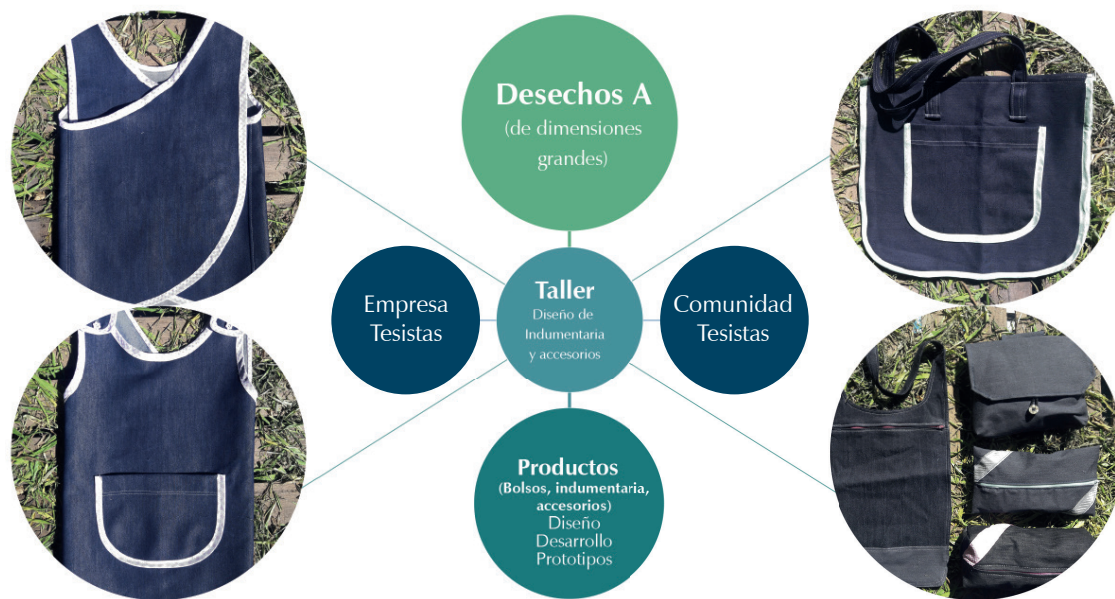 Desechos A
(de dimensiones
grandes)
Empresa
Tesistas
Taller
Diseño de
Indumentaria
y accesorios
Comunidad
Tesistas
Productos
(Bolsos, indumentaria,
accesorios)
Diseño
Desarrollo
Prototipos